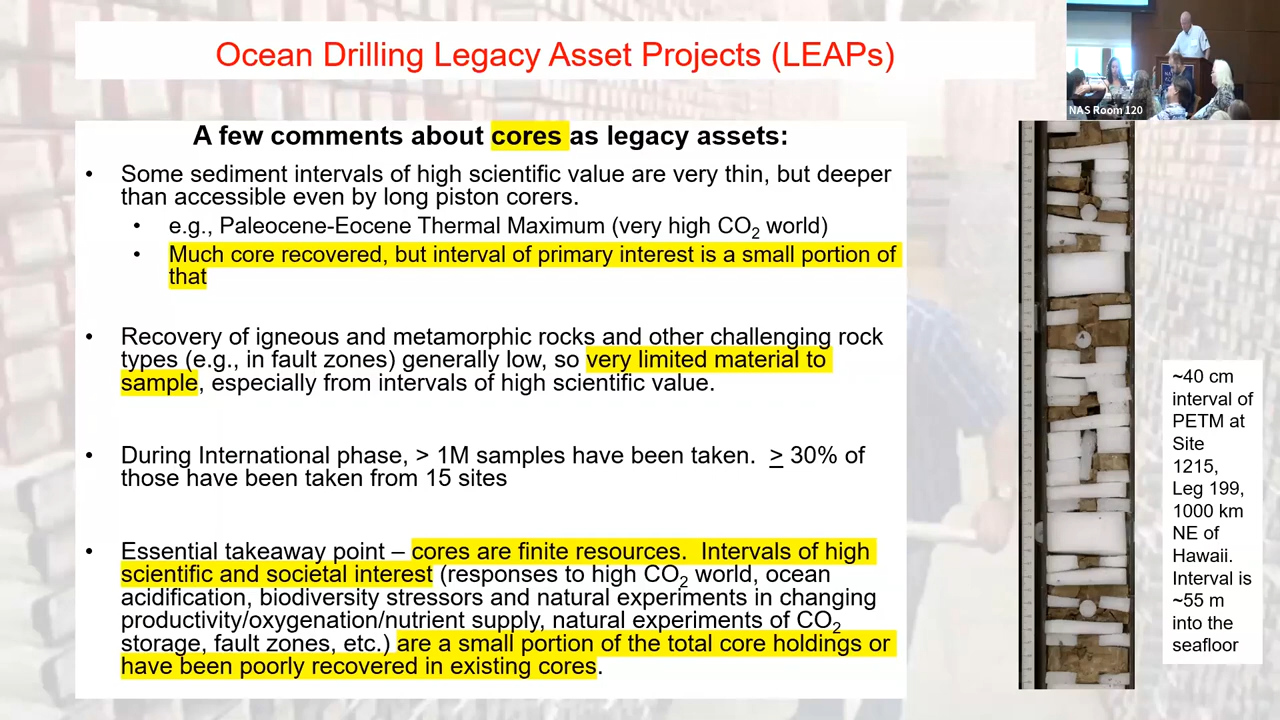 Ocean Drilling Legacy Asset Projects (LEAPs)
NAS Room 120
A few comments about cores as legacy assets:
• Some sediment intervals of high scientific value are very thin, but deeper
than accessible even by long piston corers.
• e.g., Paleocene-Eocene Thermal Maximum (very high CO2 world)
• Much core recovered, but interval of primary interest is a small portion of
that
• Recovery of igneous and metamorphic rocks and other challenging rock
types (e.g., in fault zones) generally low, so very limited material to
sample, especially from intervals of high scientific value.
• During International phase, > 1M samples have been taken. ≥ 30% of
those have been taken from 15 sites
• Essential takeaway point – cores are finite resources. Intervals of high
scientific and societal interest (responses to high CO2 world, ocean
acidification, biodiversity stressors and natural experiments in changing
productivity/oxygenation/nutrient supply, natural experiments of CO2
storage, fault zones, etc.) are a small portion of the total core holdings or
have been poorly recovered in existing cores.
~40 cm
interval of
PETM at
Site
1215,
Leg 199,
1000 km
NE of
Hawaii.
Interval is
~55 m
into the
seafloor